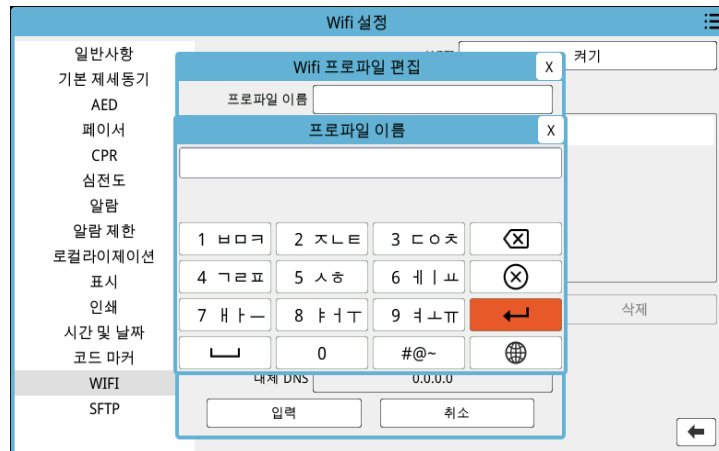 Wifi 설정
일반사항
기본 제세동기
AED
페이서
CPR
심전도
알람
알람 제한
로컬라이제이션
표시
인쇄
시간 및 날짜
코드 마커
WIFI
SFTP
켜기
Wifi 프로파일 편집 X
프로파일 이름
프로파일 이름 X
1 ㅂㅁㅋ 2 ㅈㄴㅌ 3 ㄷㅇㅊ
4 ㄱㄹㅍ 5 ㅅㅎ 6 ㅔㅣㅛ
7 ㅐㅏㅡ 8 ㅑㅓㅜ 9 ㅕㅗㅠ
0 #@~
대체 DNS 0.0.0.0
입력 취소
삭제